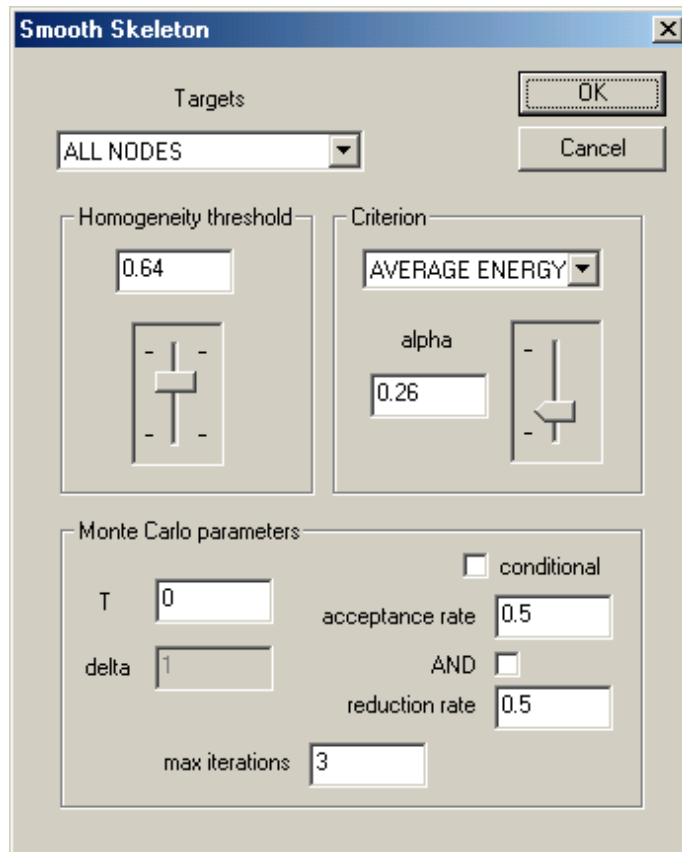 Smooth Skeleton
Targets
OK
ALL NODES
Cancel
Homogeneity threshold
0.64
Criterion
AVERAGE ENERGY
alpha
0.26
Monte Carlo parameters
conditional
T
0
acceptance rate
0.5
delta
1
AND
reduction rate
0.5
max iterations
3